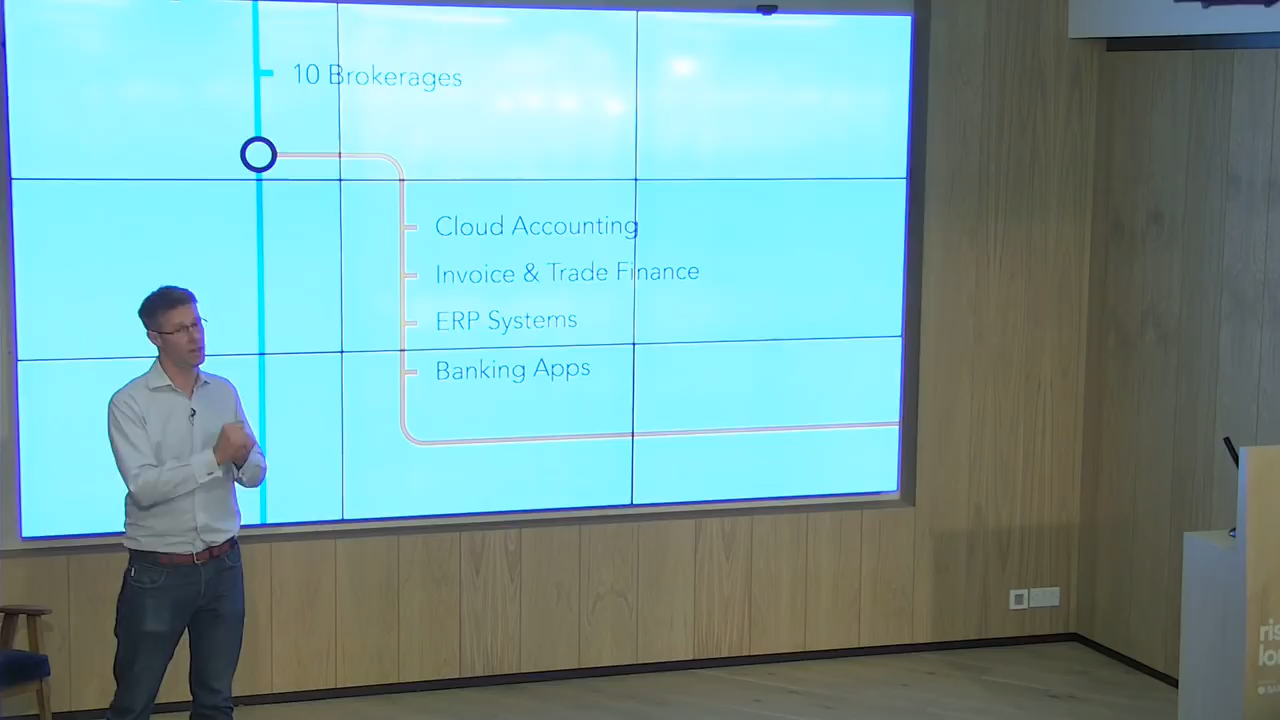 10 Brokerages
Cloud Accounting
Invoice & Trade Finance
ERP Systems
Banking Apps